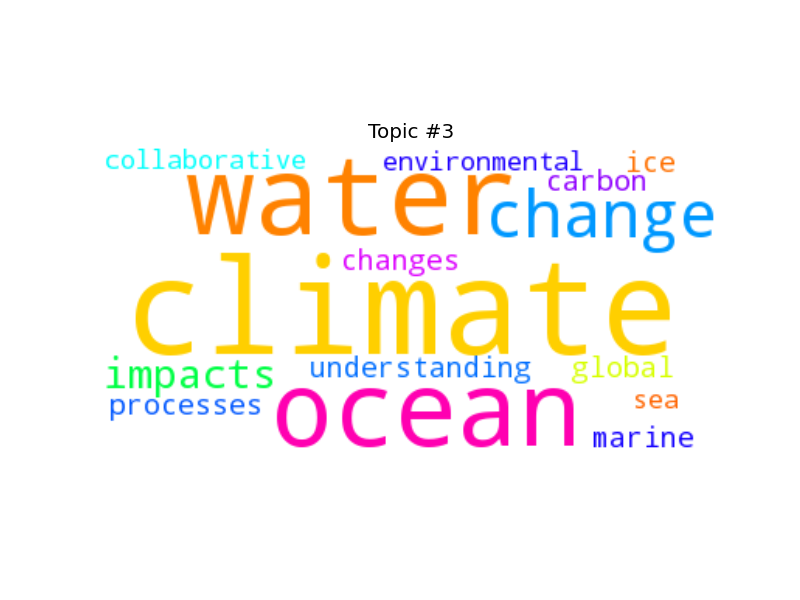 Topic #3
collaborative environmental ice
water carbon
change
changes
climate
impacts understanding global
processes ocean sea
marine